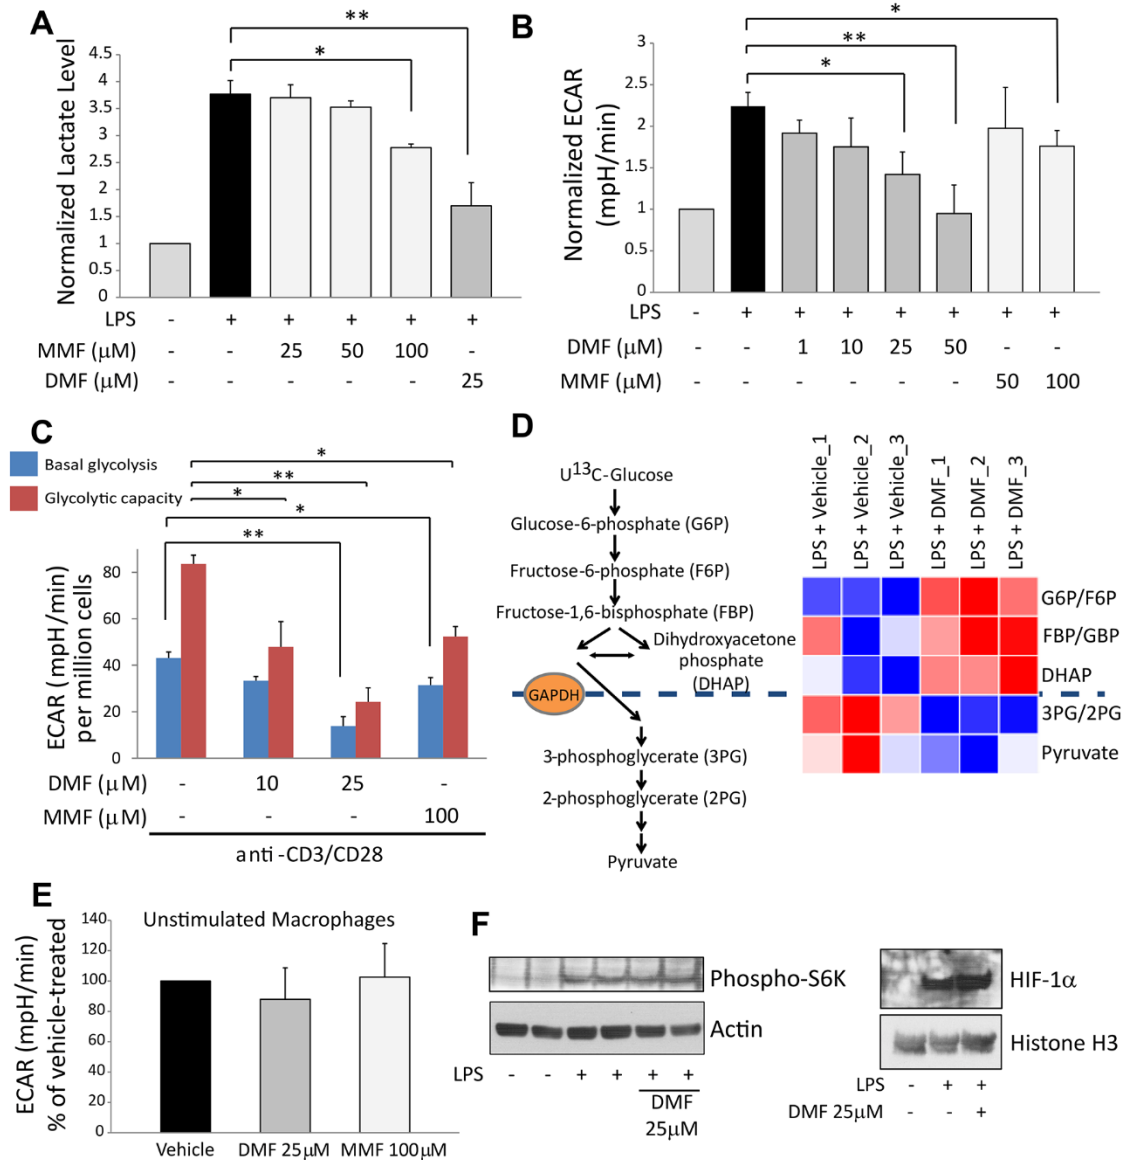 A
**
*
Normalized Lactate Level
4.5
4
3.5
3
2.5
2
1.5
1
0.5
0
LPS - + + + + +
MMF (μM) - - 25 50 100 -
DMF (μM) - - - - - 25
B
*
**
*
Normalized ECAR
(mpH/min)
3
2.5
2
1.5
1
0.5
0
LPS - + + + + + + +
DMF (μM) - - 1 10 25 50 - -
MMF (μM) - - - - - - 50 100
C
Basal glycolysis
Glycolytic capacity
*
**
*
*
**
ECAR (mpH/min)
per million cells
80
60
40
20
0
DMF (μM) - 10 25 -
MMF (μM) - - - 100
anti-CD3/CD28
D
U13C-Glucose
Glucose-6-phosphate (G6P)
Fructose-6-phosphate (F6P)
Fructose-1,6-bisphosphate (FBP)
Dihydroxyacetone
phosphate
(DHAP)
GAPDH
3-phosphoglycerate (3PG)
2-phosphoglycerate (2PG)
Pyruvate
LPS + Vehicle_1
LPS + Vehicle_2
LPS + Vehicle_3
LPS + DMF_1
LPS + DMF_2
LPS + DMF_3
G6P/F6P
FBP/GBP
DHAP
3PG/2PG
Pyruvate
E
Unstimulated Macrophages
ECAR (mpH/min)
% of vehicle-treated
140
120
100
80
60
40
20
0
Vehicle DMF 25μM MMF 100μM
F
Phospho-S6K
Actin
LPS - - + + + +
DMF
25μM
HIF-1α
Histone H3
LPS - + +
DMF 25μM - - +